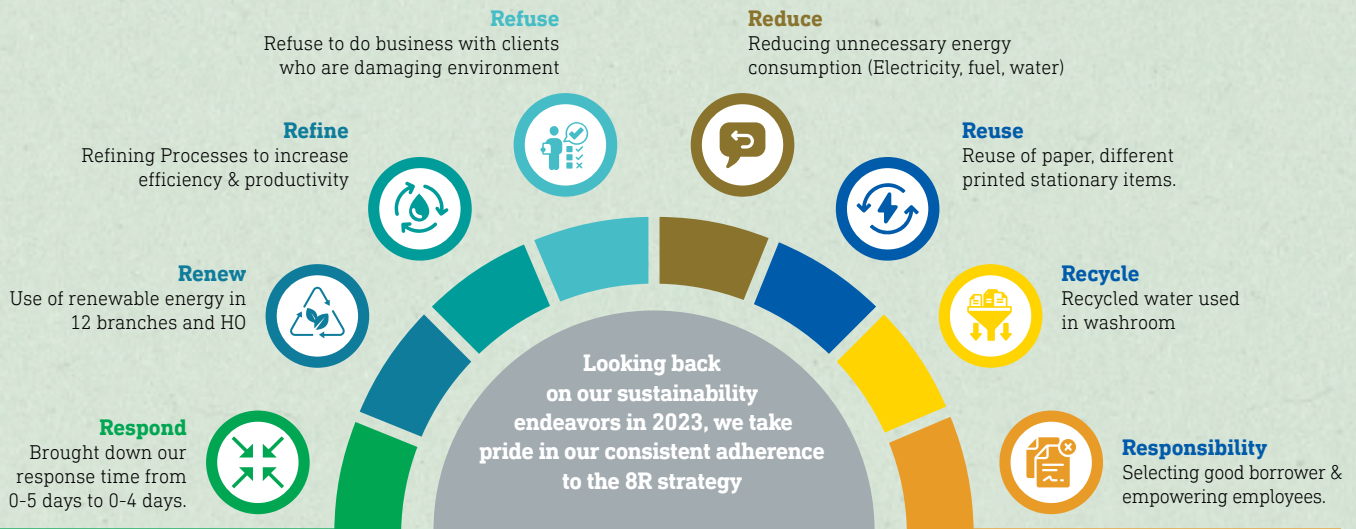 Refuse
Refuse to do business with clients
who are damaging environment
Reduce
Reducing unnecessary energy
consumption (Electricity, fuel, water)
Refine
Refining Processes to increase
efficiency & productivity
Reuse
Reuse of paper, different
printed stationary items.
Renew
Use of renewable energy in
12 branches and HO
Recycle
Recycled water used
in washroom
Looking back
on our sustainability
endeavors in 2023, we take
pride in our consistent adherence
to the 8R strategy
Respond
Brought down our
response time from
0-5 days to 0-4 days.
Responsibility
Selecting good borrower &
empowering employees.